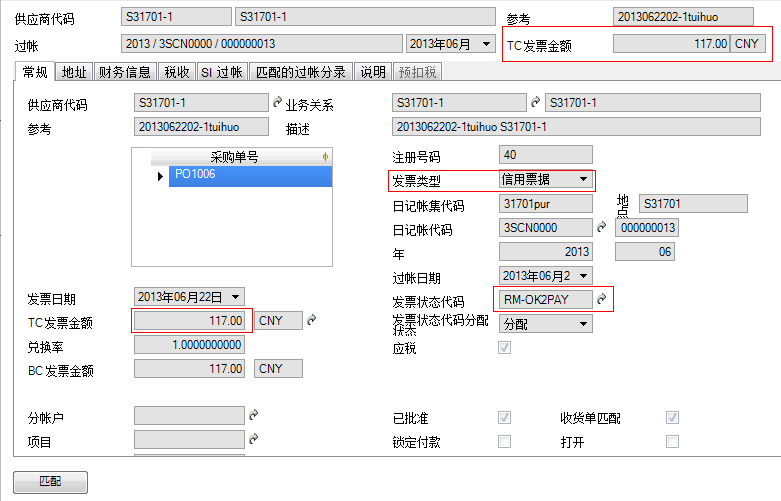 供应商代码 S31701-1 S31701-1 参考 2013062202-1tuihuo
过帐 2013 / 3SCN0000 / 000000013 2013年06月 TC 发票金额 117.00 CNY
常规 地址 财务信息 税收 SI 过帐 匹配的过帐分录 说明 预扣税
供应商代码 S31701-1 业务关系 S31701-1 S31701-1
参考 2013062202-1tuihuo 描述 2013062202-1tuihuo S31701-1
采购单号
PO1006
注册号码 40
发票类型 信用票据
日记帐集代码 31701pur 地点 S31701
日记帐代码 3SCN0000 000000013
年 2013 06
过帐日期 2013年06月2
发票日期 2013年06月22日 发票状态代码 RM-OK2PAY
TC 发票金额 117.00 CNY 发票状态代码分配状态 分配
兑换率 1.0000000000 应税
BC 发票金额 117.00 CNY
分帐户 已批准 收货单匹配
项目 锁定付款 打开
匹配